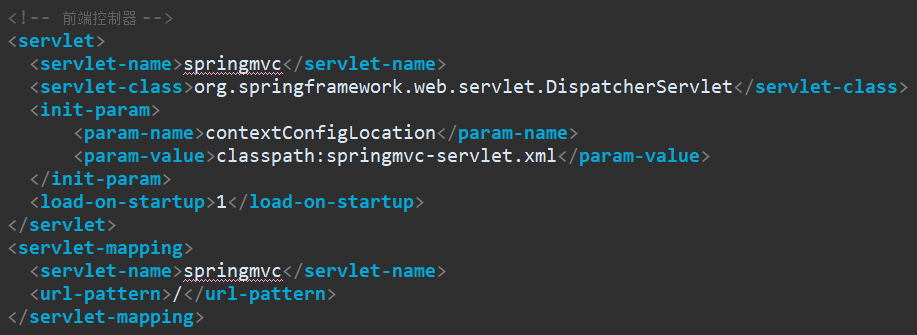 <!-- 前端控制器 -->
<servlet>
<servlet-name>springmvc</servlet-name>
<servlet-class>org.springframework.web.servlet.DispatcherServlet</servlet-class>
<init-param>
<param-name>contextConfigLocation</param-name>
<param-value>classpath:springmvc-servlet.xml</param-value>
</init-param>
<load-on-startup>1</load-on-startup>
</servlet>
<servlet-mapping>
<servlet-name>springmvc</servlet-name>
<url-pattern>/</url-pattern>
</servlet-mapping>